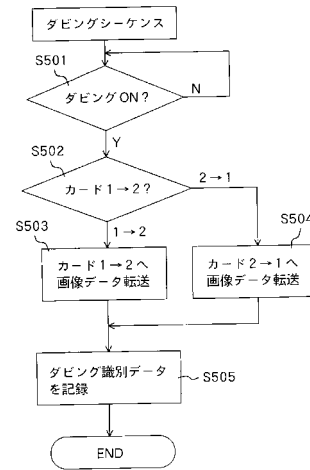 ダビングシーケンス
S501
ダビングON?
N
Y
S502
カード1→2?
2→1
1→2
S503
S504
カード1→2へ
画像データ転送
カード2→1へ
画像データ転送
ダビング識別データ
を記録
S505
END